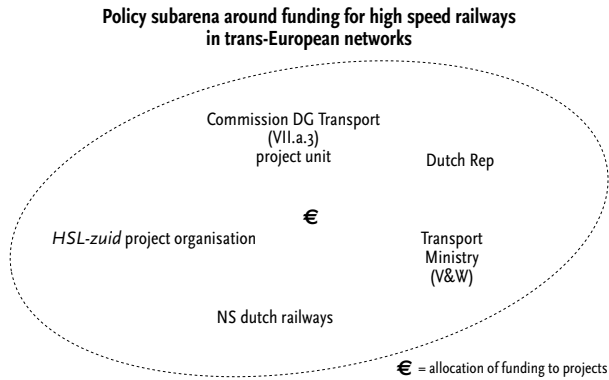 Policy subarena around funding for high speed railways
in trans-European networks
Commission DG Transport
(VII.a.3)
project unit
Dutch Rep
€
HSL-zuid project organisation
Transport
Ministry
(V&W)
NS dutch railways
€ = allocation of funding to projects